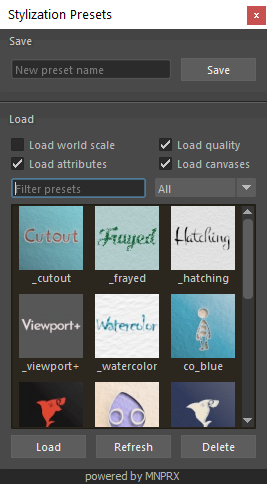 Stylization Presets
x
Save
New preset name
Save
Load
Load world scale
Load quality
Load attributes
Load canvases
Filter presets
All
Cutout
Frayed
Hatching
_cutout
_frayed
_hatching
Viewport+
Watercolor
_viewport+
_watercolor
co_blue
Load
Refresh
Delete
powered by MNPRX